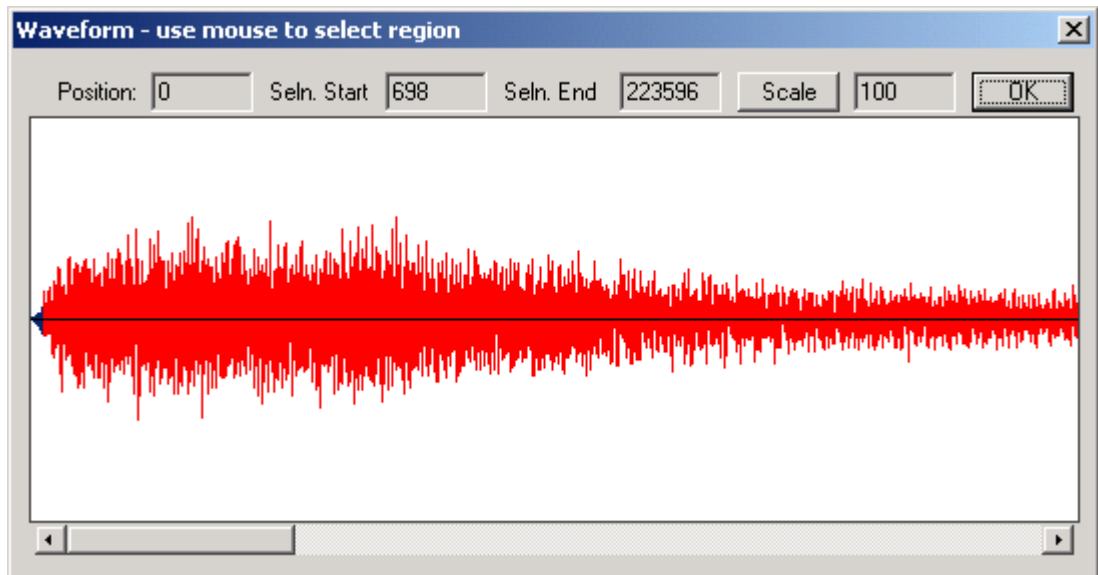 Waveform - use mouse to select region
Position: 0 Seln. Start 698 Seln. End 223596 Scale 100 OK